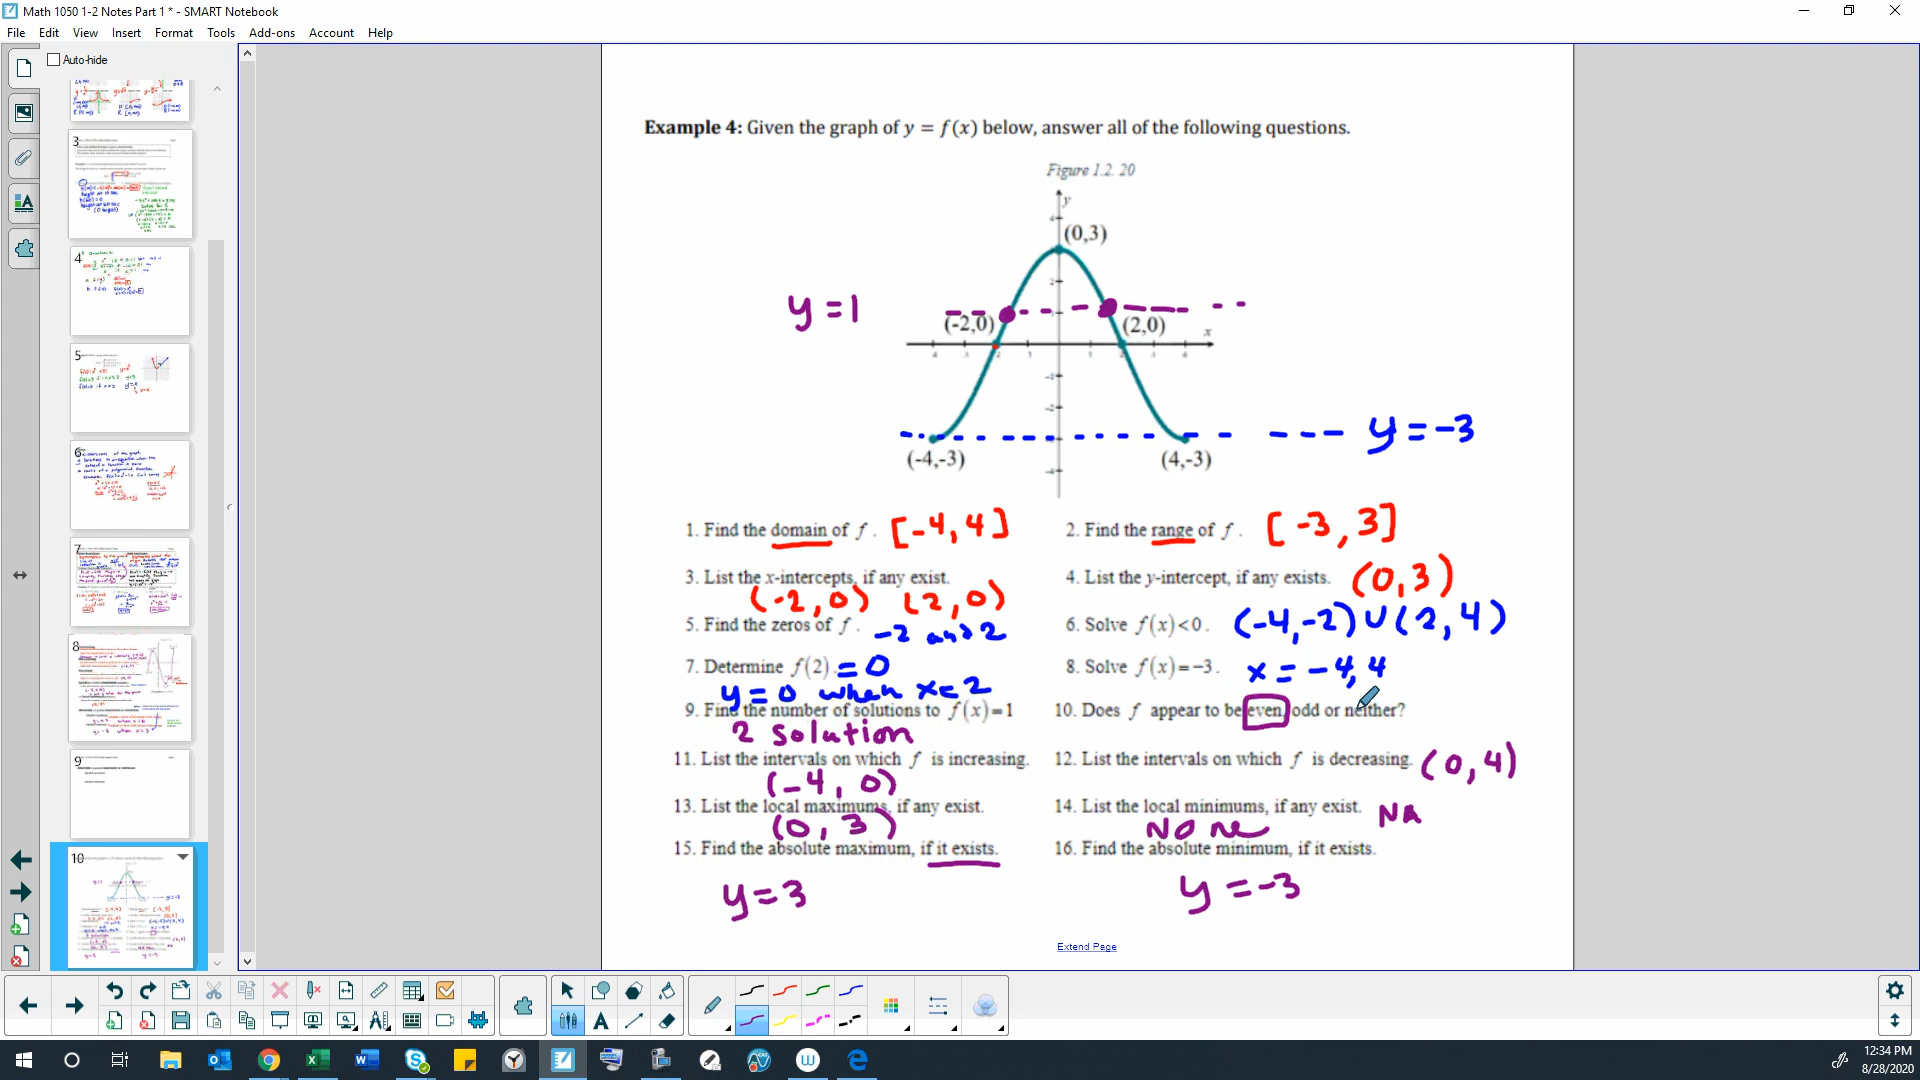 Math 1050 1-2 Notes Part 1 * - SMART Notebook
File Edit View Insert Format Tools Add-ons Account Help
Auto-hide
3
4
5
6
7
8
9
10
Example 4: Given the graph of y = f(x) below, answer all of the following questions.
Figure 1.2. 20
y
(0,3)
y = 1
(-2,0) (2,0)
x
y = -3
(-4,-3) (4,-3)
1. Find the domain of f. [-4,4]
2. Find the range of f. [-3,3]
3. List the x-intercepts, if any exist.
(-2,0) (2,0)
4. List the y-intercept, if any exists. (0,3)
5. Find the zeros of f. -2 and 2
6. Solve f(x)<0. (-4,-2)∪(2,4)
7. Determine f(2). = 0
y = 0 when x = 2
8. Solve f(x)=-3. x = -4,4
9. Find the number of solutions to f(x)=1
2 solution
10. Does f appear to be even, odd or neither?
11. List the intervals on which f is increasing.
(-4,0)
12. List the intervals on which f is decreasing. (0,4)
13. List the local maximums, if any exist.
(0,3)
14. List the local minimums, if any exist. NA
None
15. Find the absolute maximum, if it exists.
y = 3
16. Find the absolute minimum, if it exists.
y = -3
Extend Page
12:34 PM
8/28/2020